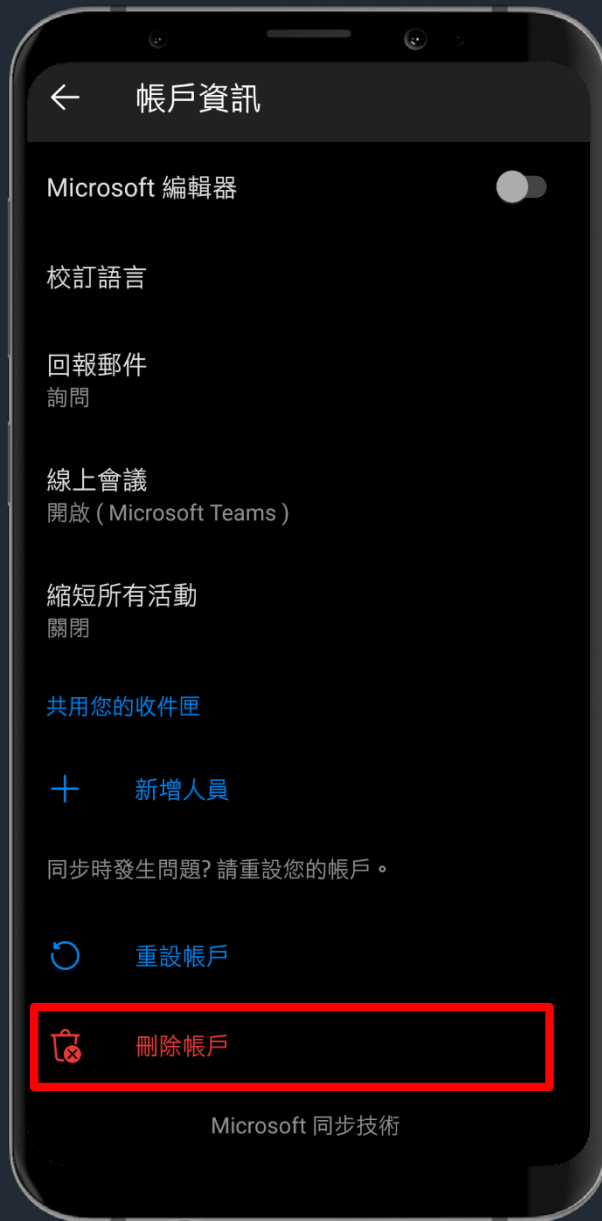 帳戶資訊
Microsoft 編輯器
校訂語言
回報郵件
詢問
線上會議
開啟 ( Microsoft Teams )
縮短所有活動
關閉
共用您的收件匣
新增人員
同步時發生問題? 請重設您的帳戶。
重設帳戶
刪除帳戶
Microsoft 同步技術